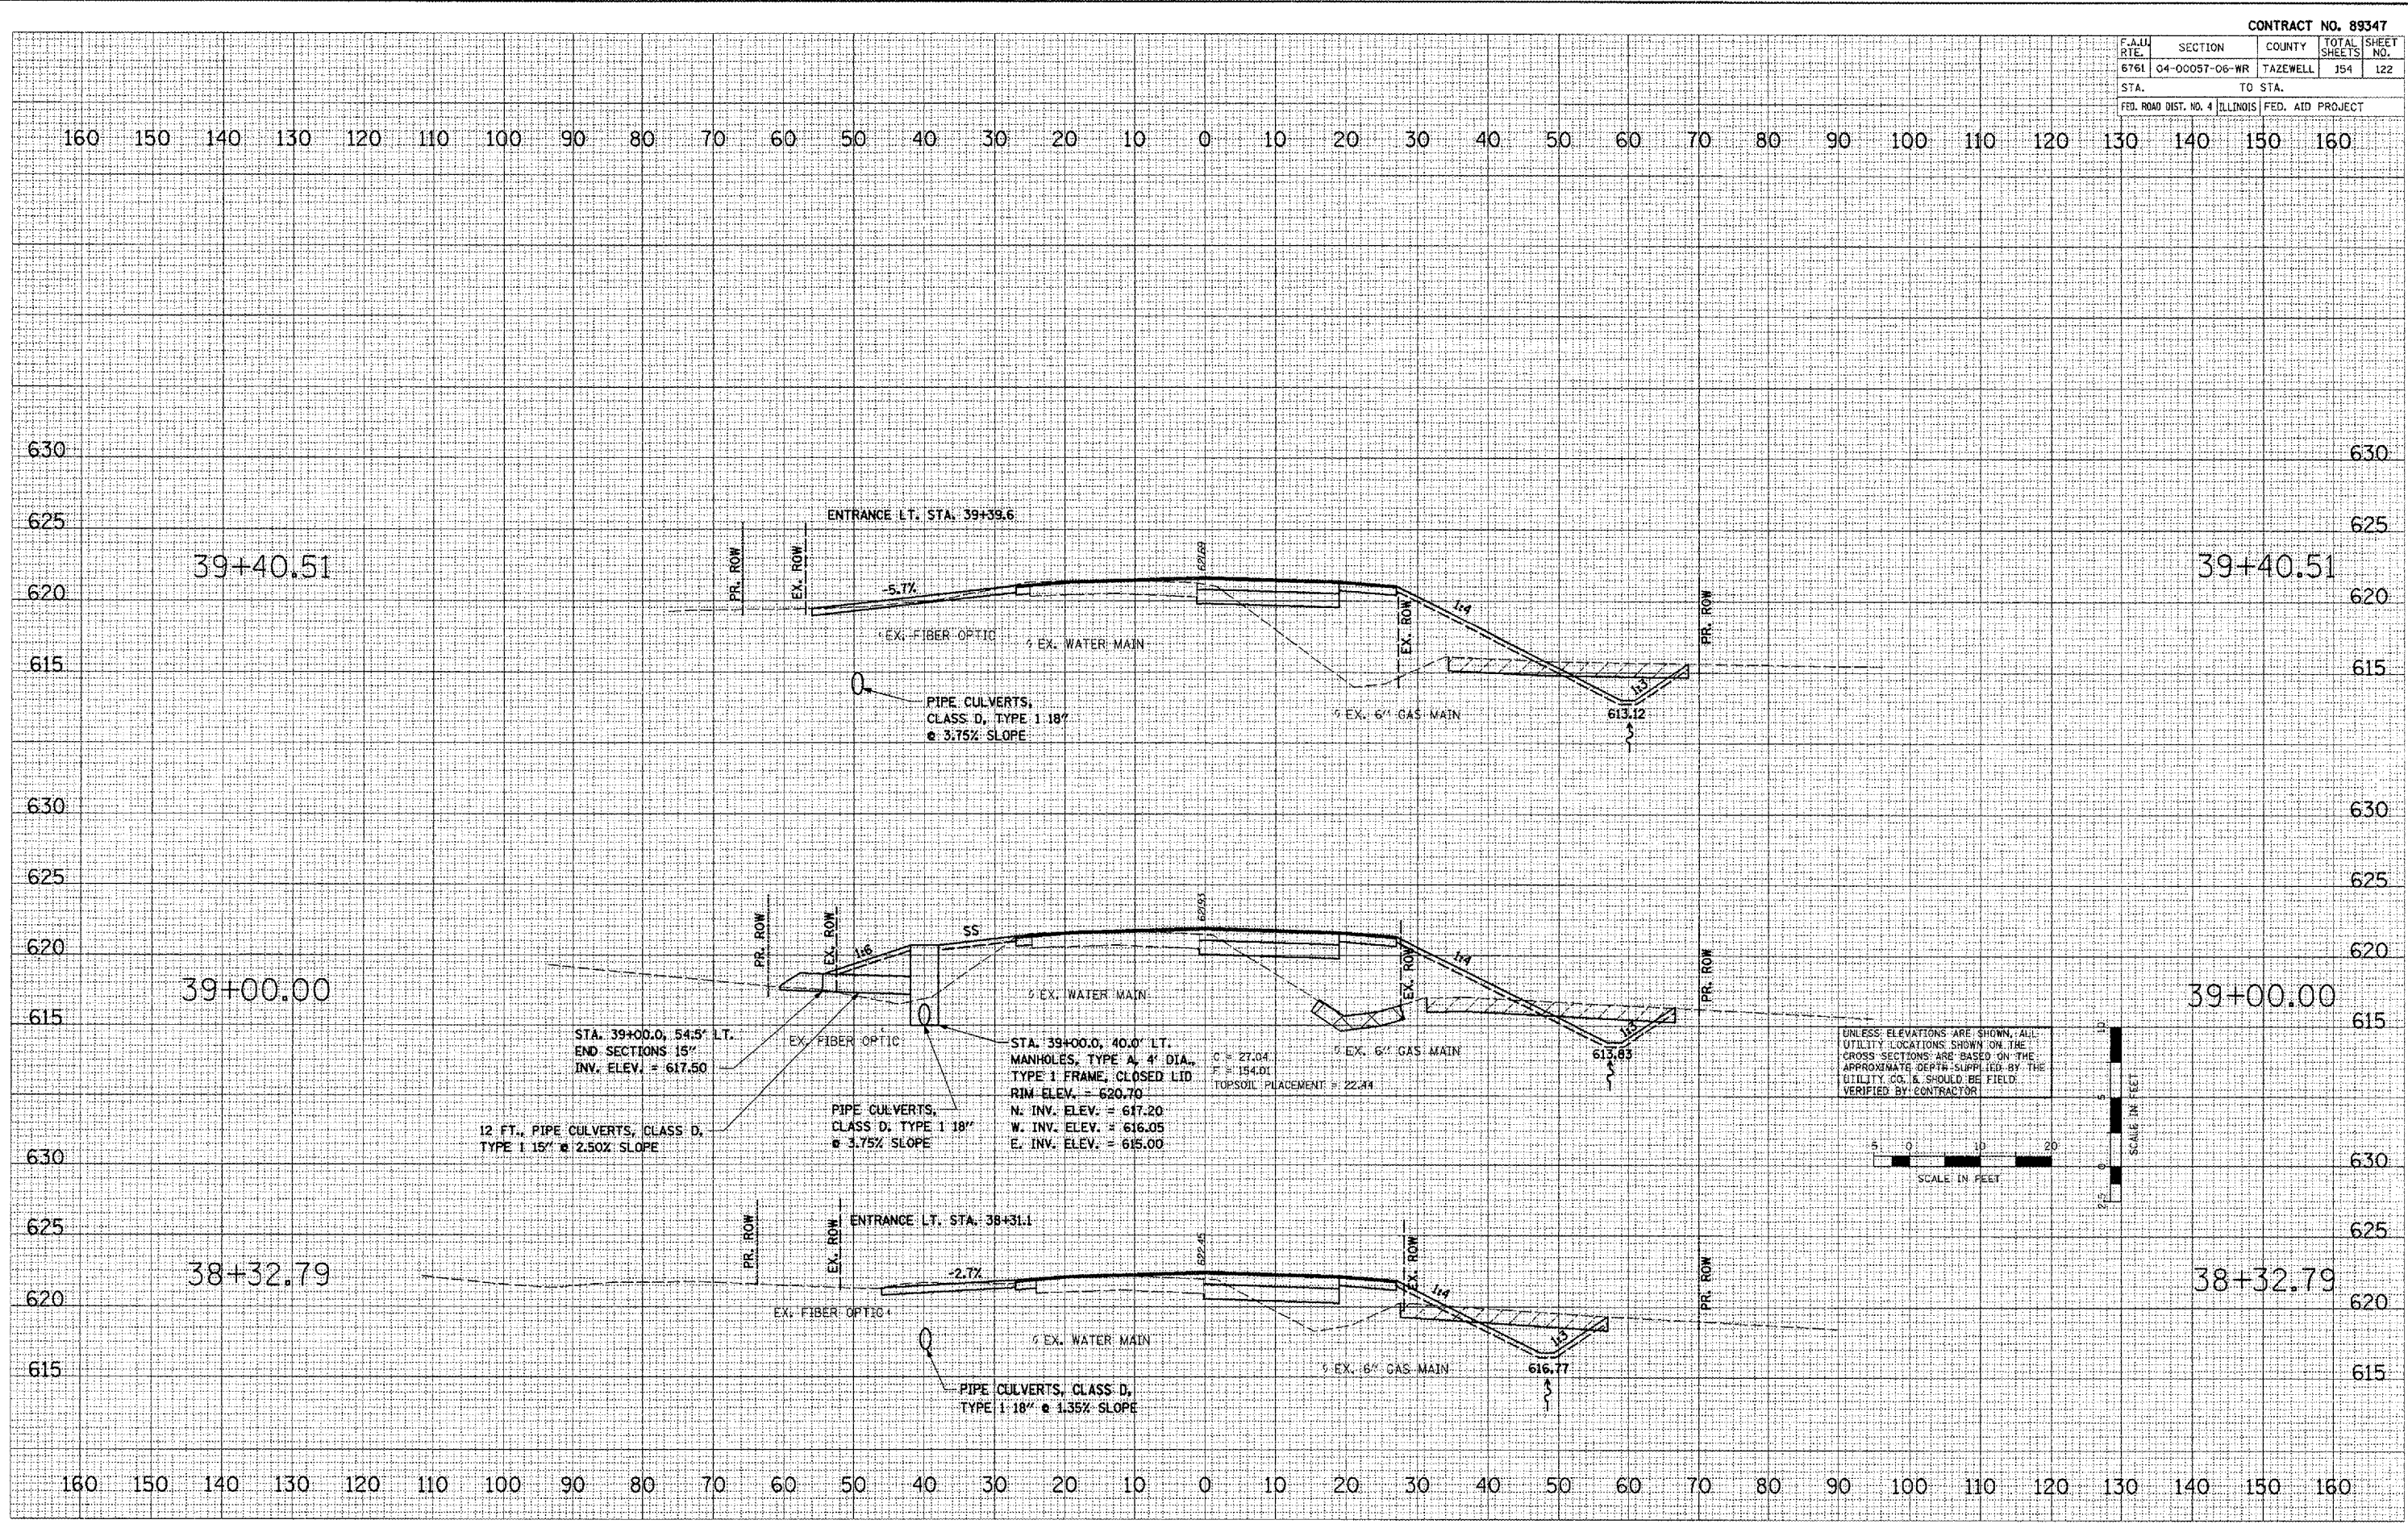 CONTRACT NO. 89347
F.A.U. RTE. SECTION COUNTY TOTAL SHEETS SHEET NO.
6761 04-00057-06-WR TAZEWELL 154 122
STA. TO STA.
FED. ROAD DIST. NO. 4 ILLINOIS FED. AID PROJECT
160 150 140 130 120 110 100 90 80 70 60 50 40 30 20 10 0 10 20 30 40 50 60 70 80 90 100 110 120 130 140 150 160
630 630
625 625
ENTRANCE LT. STA. 39+39.6
621.69
39+40.51 39+40.51
PR. ROW
EX. ROW
620 620
-5.7%
1:4
EX. ROW
PR. ROW
EX. FIBER OPTIC
EX. WATER MAIN
615 615
1:3
PIPE CULVERTS,
CLASS D, TYPE 1 18"
@ 3.75% SLOPE
EX. 6" GAS MAIN
613.12
630 630
625 625
621.93
PR. ROW
EX. ROW
620 620
1:6
SS
1:4
EX. ROW
PR. ROW
39+00.00 39+00.00
EX. WATER MAIN
615 615
1:3
STA. 39+00.0, 54.5' LT.
END SECTIONS 15"
INV. ELEV. = 617.50
EX. FIBER OPTIC
STA. 39+00.0, 40.0' LT.
MANHOLES, TYPE A, 4' DIA.,
TYPE 1 FRAME, CLOSED LID
RIM ELEV. = 620.70
N. INV. ELEV. = 617.20
W. INV. ELEV. = 616.05
E. INV. ELEV. = 615.00
C = 27.04
F = 154.01
TOPSOIL PLACEMENT = 22.44
EX. 6" GAS MAIN
613.83
PIPE CULVERTS,
CLASS D, TYPE 1 18"
@ 3.75% SLOPE
12 FT., PIPE CULVERTS, CLASS D,
TYPE 1 15" @ 2.50% SLOPE
UNLESS ELEVATIONS ARE SHOWN, ALL
UTILITY LOCATIONS SHOWN ON THE
CROSS SECTIONS ARE BASED ON THE
APPROXIMATE DEPTH SUPPLIED BY THE
UTILITY CO. & SHOULD BE FIELD
VERIFIED BY CONTRACTOR
5 0 10 20
SCALE IN FEET
10
5
0
2.5
SCALE IN FEET
630 630
625 625
PR. ROW
EX. ROW
ENTRANCE LT. STA. 38+31.1
622.45
38+32.79 38+32.79
-2.7%
EX. ROW
1:4
PR. ROW
620 620
EX. FIBER OPTIC
EX. WATER MAIN
1:3
615 615
EX. 6" GAS MAIN
616.77
PIPE CULVERTS, CLASS D,
TYPE 1 18" @ 1.35% SLOPE
160 150 140 130 120 110 100 90 80 70 60 50 40 30 20 10 0 10 20 30 40 50 60 70 80 90 100 110 120 130 140 150 160